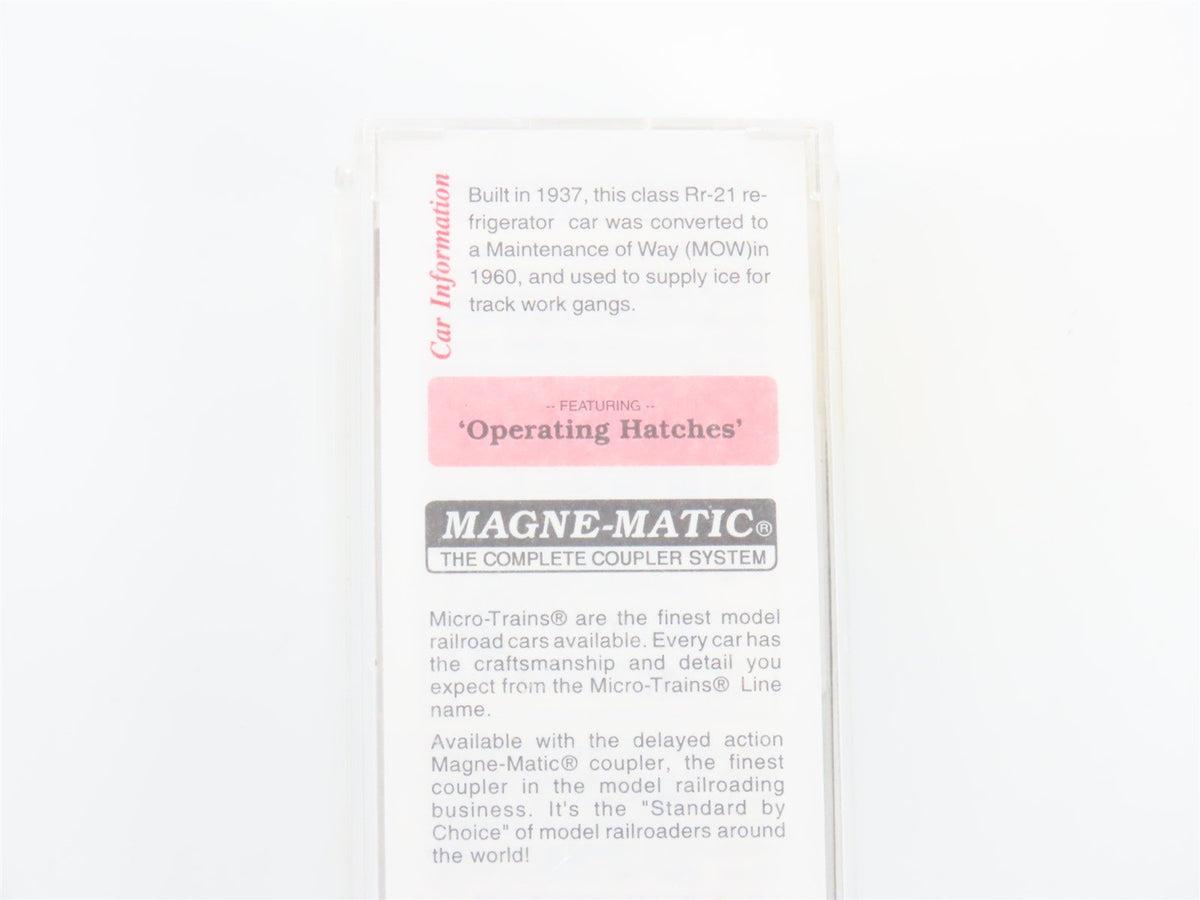 Car Information
Built in 1937, this class Rr-21 re-
frigerator car was converted to
a Maintenance of Way (MOW)in
1960, and used to supply ice for
track work gangs.
-- FEATURING --
'Operating Hatches'
MAGNE-MATIC®
THE COMPLETE COUPLER SYSTEM
Micro-Trains® are the finest model
railroad cars available. Every car has
the craftsmanship and detail you
expect from the Micro-Trains® Line
name.
Available with the delayed action
Magne-Matic® coupler, the finest
coupler in the model railroading
business. It's the "Standard by
Choice" of model railroaders around
the world!